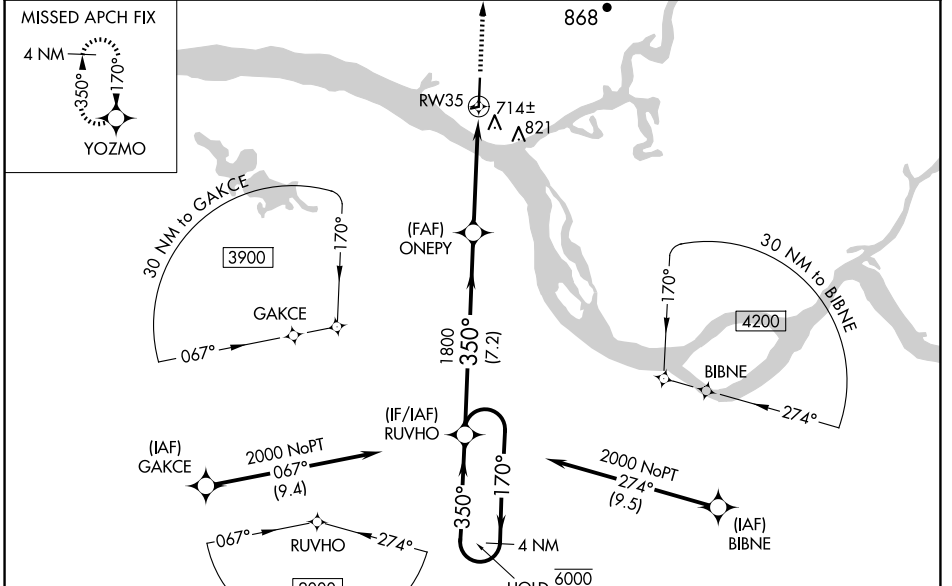 MISSED APCH FIX
4 NM
350°
170°
YOZMO
868
RW35
714±
821
30 NM to GAKCE
170°
3900
GAKCE
067°
(FAF)
ONEPY
1800
350°
(7.2)
30 NM to BIBNE
170°
4200
BIBNE
274°
(IF/IAF)
RUVHO
(IAF)
GAKCE
2000 NoPT
067°
(9.4)
2000 NoPT
274°
(9.5)
(IAF)
BIBNE
350°
170°
4 NM
067°
274°
RUVHO
HOLD 6000